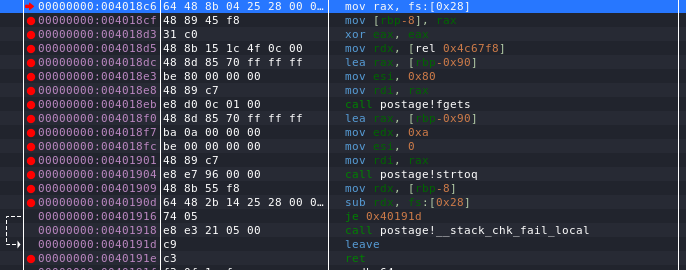 00000000:004018c6 64 48 8b 04 25 28 00 0… mov rax, fs:[0x28]
00000000:004018cf 48 89 45 f8 mov [rbp-8], rax
00000000:004018d3 31 c0 xor eax, eax
00000000:004018d5 48 8b 15 1c 4f 0c 00 mov rdx, [rel 0x4c67f8]
00000000:004018dc 48 8d 85 70 ff ff ff lea rax, [rbp-0x90]
00000000:004018e3 be 80 00 00 00 mov esi, 0x80
00000000:004018e8 48 89 c7 mov rdi, rax
00000000:004018eb e8 d0 0c 01 00 call postage!fgets
00000000:004018f0 48 8d 85 70 ff ff ff lea rax, [rbp-0x90]
00000000:004018f7 ba 0a 00 00 00 mov edx, 0xa
00000000:004018fc be 00 00 00 00 mov esi, 0
00000000:00401901 48 89 c7 mov rdi, rax
00000000:00401904 e8 e7 96 00 00 call postage!strtoq
00000000:00401909 48 8b 55 f8 mov rdx, [rbp-8]
00000000:0040190d 64 48 2b 14 25 28 00 0… sub rdx, fs:[0x28]
00000000:00401916 74 05 je 0x40191d
00000000:00401918 e8 e3 21 05 00 call postage!__stack_chk_fail_local
00000000:0040191d c9 leave
00000000:0040191e c3 ret